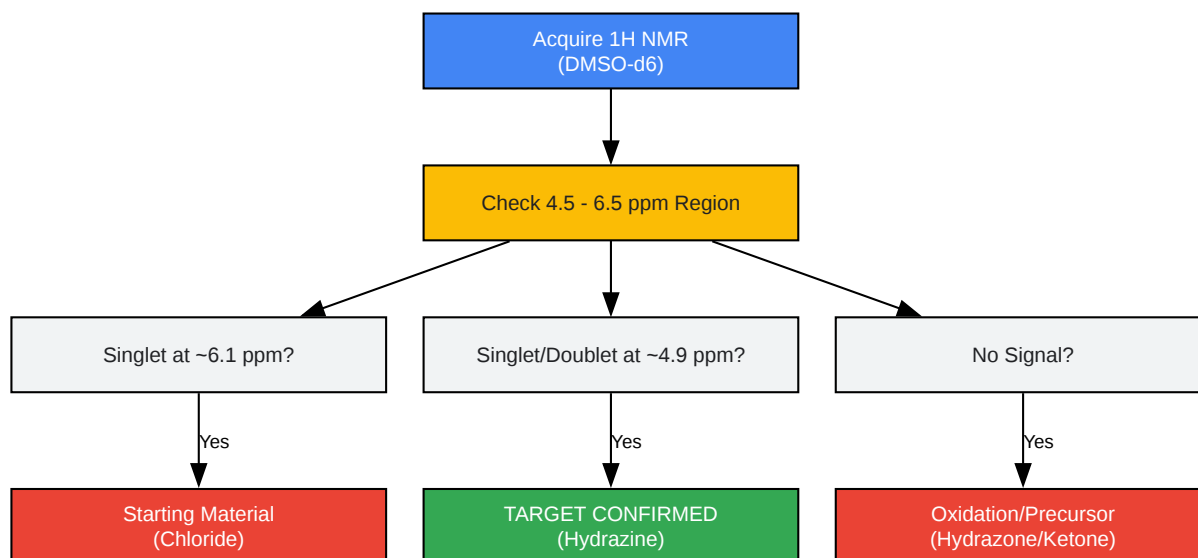 Acquire 1H NMR
(DMSO-d6)
Check 4.5 - 6.5 ppm Region
Singlet at ~6.1 ppm?
Singlet/Doublet at ~4.9 ppm?
No Signal?
Yes
Yes
Yes
Starting Material
(Chloride)
TARGET CONFIRMED
(Hydrazine)
Oxidation/Precursor
(Hydrazone/Ketone)